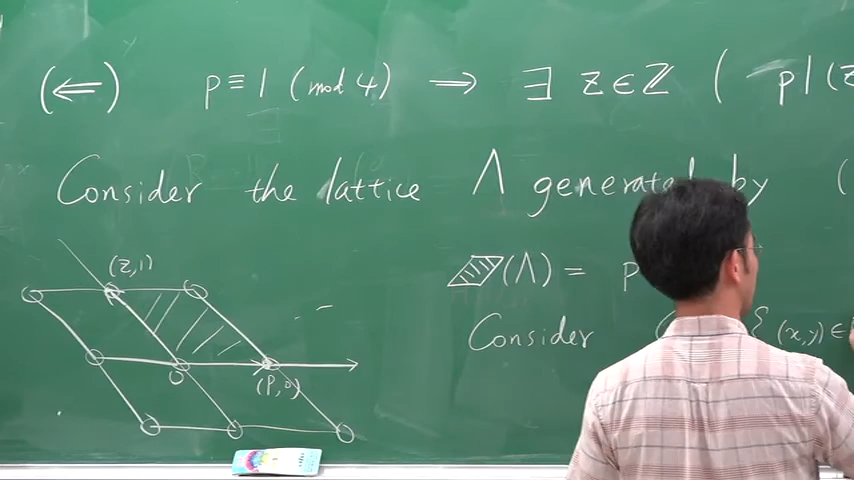 (⇐) p ≡ 1 (mod 4) ⟹ ∃ z ∈ ℤ ( p | (z
Consider the lattice Λ generated by (
(z,1)
▱(Λ) = p
Consider { (x,y) ∈
O
(p,0)